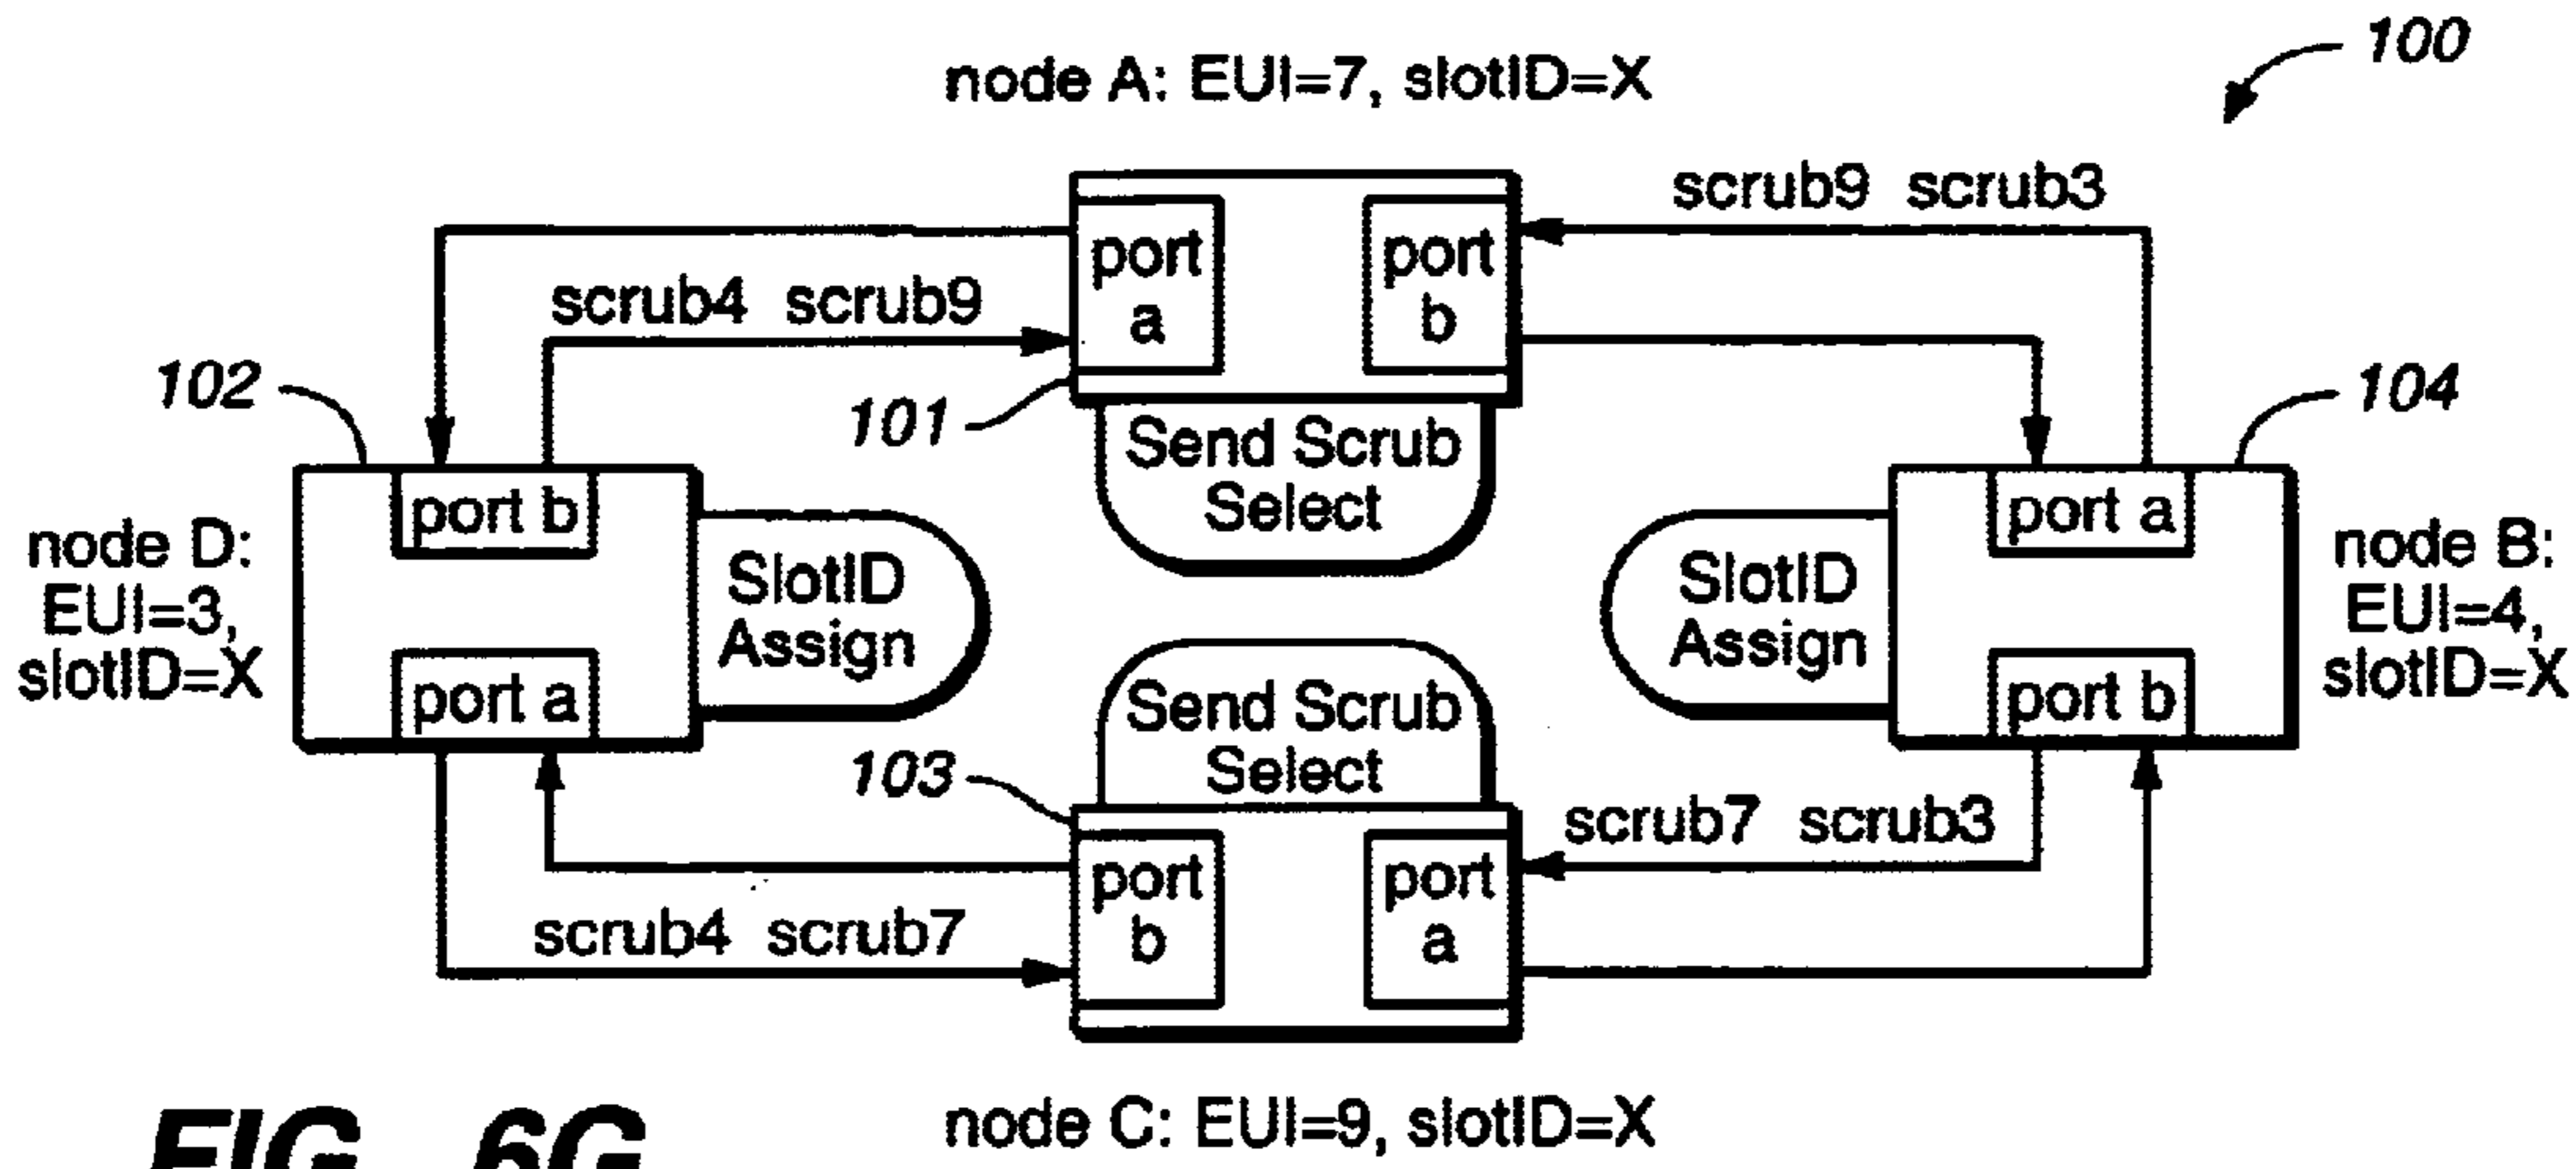 100
node A: EUI=7, slotID=X
scrub9 scrub3
port
a
port
b
scrub4 scrub9
102
101
104
Send Scrub
Select
port b
port a
node D:
EUI=3,
slotID=X
SlotID
Assign
SlotID
Assign
node B:
EUI=4,
slotID=X
port a
port b
Send Scrub
Select
103
scrub7 scrub3
port
b
port
a
scrub4 scrub7
FIG._6G
node C: EUI=9, slotID=X